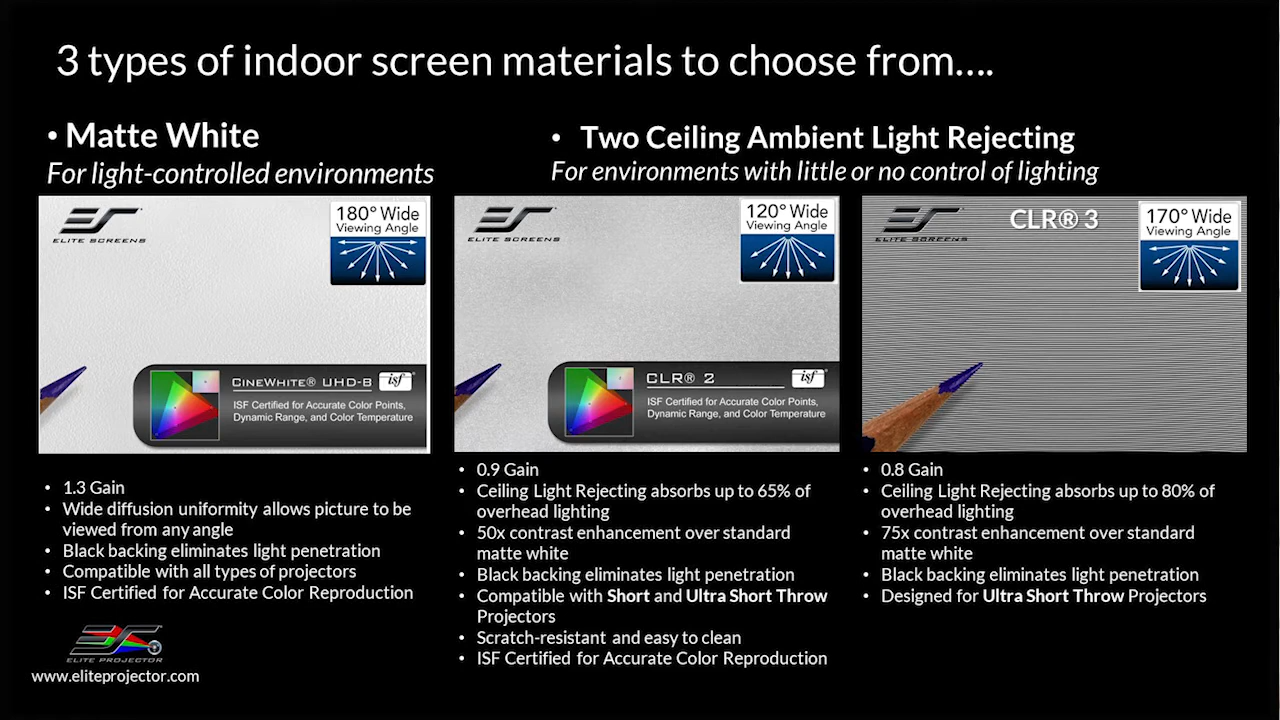 3 types of indoor screen materials to choose from....
• Matte White
For light-controlled environments
• Two Ceiling Ambient Light Rejecting
For environments with little or no control of lighting
ELITE SCREENS
180° Wide
Viewing Angle
CINEWHITE® UHD-B
isf
ISF Certified for Accurate Color Points,
Dynamic Range, and Color Temperature
ELITE SCREENS
120° Wide
Viewing Angle
CLR® 2
isf
ISF Certified for Accurate Color Points,
Dynamic Range, and Color Temperature
ELITE SCREENS
CLR® 3
170° Wide
Viewing Angle
• 1.3 Gain
• Wide diffusion uniformity allows picture to be
viewed from any angle
• Black backing eliminates light penetration
• Compatible with all types of projectors
• ISF Certified for Accurate Color Reproduction
• 0.9 Gain
• Ceiling Light Rejecting absorbs up to 65% of
overhead lighting
• 50x contrast enhancement over standard
matte white
• Black backing eliminates light penetration
• Compatible with Short and Ultra Short Throw
Projectors
• Scratch-resistant and easy to clean
• ISF Certified for Accurate Color Reproduction
• 0.8 Gain
• Ceiling Light Rejecting absorbs up to 80% of
overhead lighting
• 75x contrast enhancement over standard
matte white
• Black backing eliminates light penetration
• Designed for Ultra Short Throw Projectors
ELITE PROJECTOR
www.eliteprojector.com